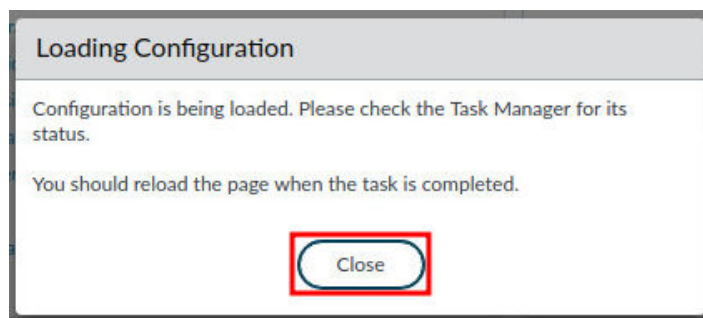 Loading Configuration
Configuration is being loaded. Please check the Task Manager for its
status.
You should reload the page when the task is completed.
Close